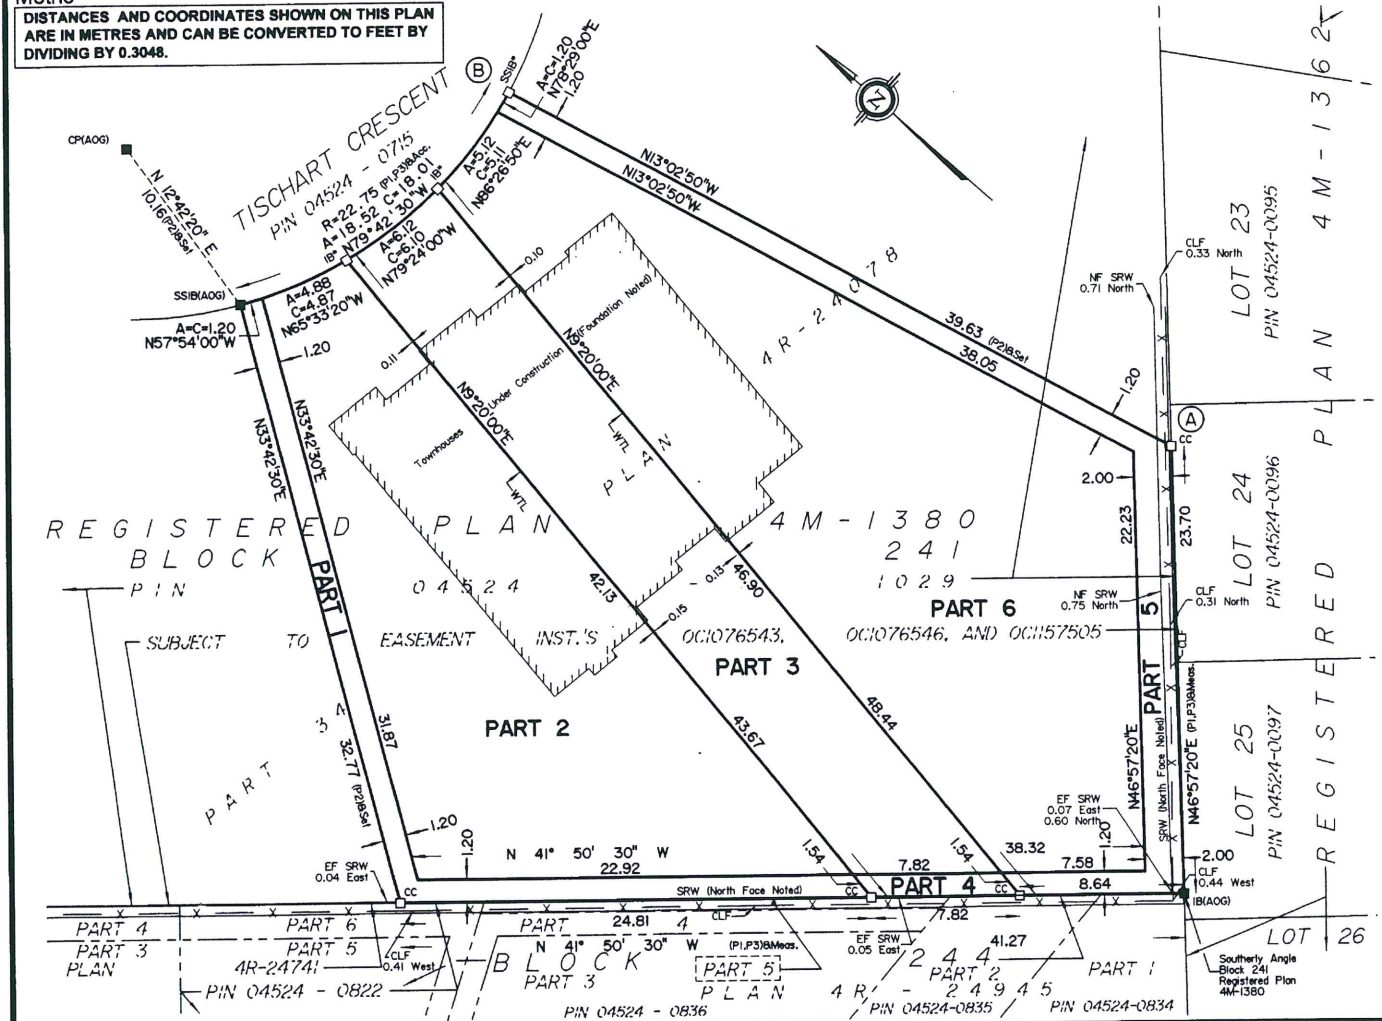 Metric
DISTANCES AND COORDINATES SHOWN ON THIS PLAN
ARE IN METRES AND CAN BE CONVERTED TO FEET BY
DIVIDING BY 0.3048.
CP(AOG)
N 12°42'20" E
10.16(P2)&Set
TISCHART CRESCENT
PIN 04524 - 0715
R=22.75 (P1,P3)&Acc.
A=18.52 C=18.01
N79°42'30"W
IB"
IB"
B
SSIB"
A=C=1.20
N78°29'00"E
1.20
A=5.12
C=5.11
N86°26'50"E
A=6.12
C=6.10
N79°24'00"W
SSIB(AOG)
A=C=1.20
N57°54'00"W
A=4.88
C=4.87
N65°33'20"W
1.20
N13°02'50"W
N13°02'50"W
N
0.10
0.11
N33°42'30"E
N33°42'30"E
N9°20'00"E
N9°20'00"E
Townhouses Under Construction (Foundation Noted)
WTL
WTL
4R-24078
39.63 (P2)&Set
38.05
1.20
CLF
0.33 North
NF SRW
0.71 North
LOT 23
PIN 04524-0095
A
CC
2.00
22.23
23.70
LOT 24
PIN 04524-0096
REGISTERED PLAN 4M-1362
REGISTERED PLAN 4M-1380
BLOCK 241
PIN 04524 1029
PLAN
PART 1
42.13
0.13
46.90
0.15
NF SRW
0.75 North
CLF
0.31 North
CLF
PART 6
PART 5
SUBJECT TO EASEMENT INST.'S OC1076543, OC1076546, AND OC1157505
PART 3
PART 2
PART 34
32.77 (P2)&Set
31.87
43.67
48.44
N46°57'20"E
SRW (North Face Noted)
N46°57'20"E (P1,P3)&Meas.
LOT 25
PIN 04524-0097
EF SRW
0.07 East
0.60 North
1.20
1.20
1.20
N 41° 50' 30" W
22.92
1.54
7.82
1.54
38.32
7.58
8.64
2.00
CLF
0.44 West
EF SRW
0.04 East
CC
SRW (North Face Noted)
CC
PART 4
CC
IB(AOG)
PART 4
PART 6
PART 4
24.81
CLF
7.82
PART 3
PART 5
N 41° 50' 30" W (P1,P3)&Meas.
EF SRW
0.05 East
41.27
LOT 26
PLAN 4R-24741
CLF
0.41 West
BLOCK 244
PART 3
PART 5
PART 2
PART 1
Southerly Angle
Block 241
Registered Plan
4M-1380
PIN 04524 - 0822
PLAN 4R - 24945
PIN 04524 - 0836
PIN 04524-0835
PIN 04524-0834